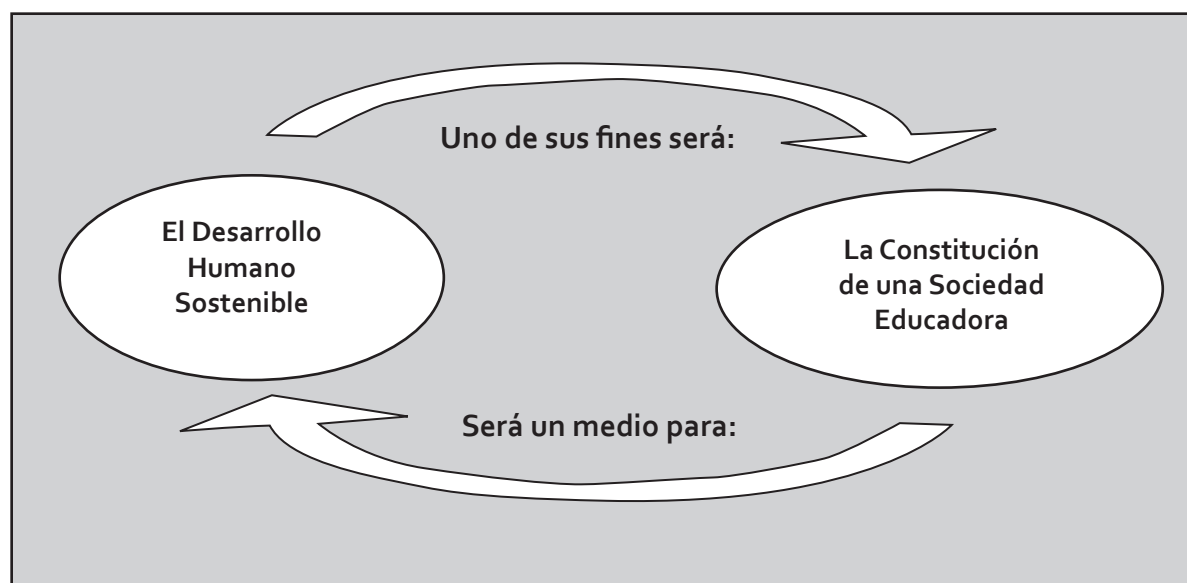 Uno de sus fines será:
El Desarrollo
Humano
Sostenible
La Constitución
de una Sociedad
Educadora
Será un medio para: